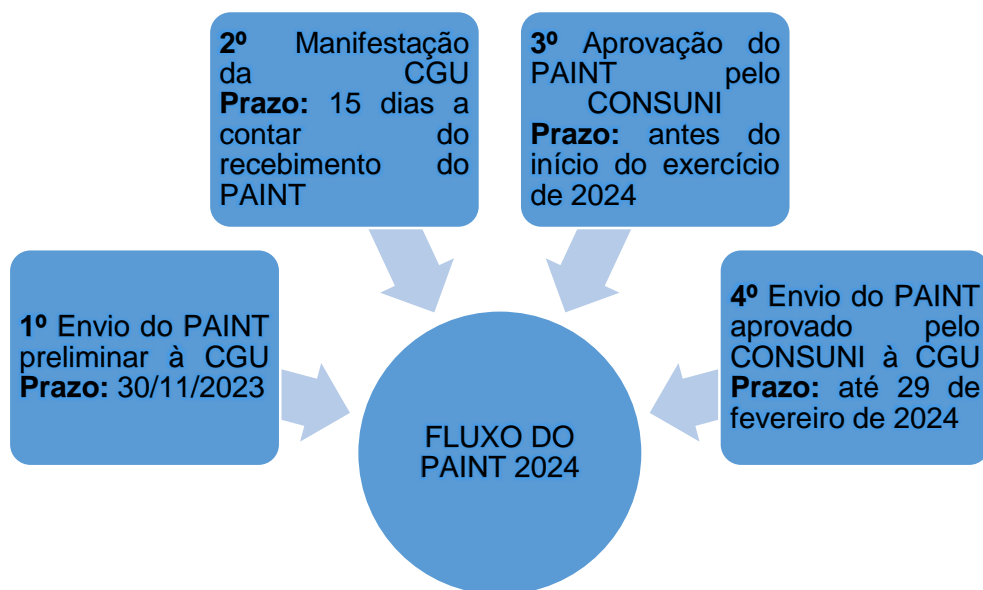 1º Envio do PAINT
preliminar à CGU
Prazo: 30/11/2023
2º Manifestação
da CGU
Prazo: 15 dias a
contar do
recebimento do
PAINT
3º Aprovação do
PAINT pelo
CONSUNI
Prazo: antes do
início do exercício
de 2024
4º Envio do PAINT
aprovado pelo
CONSUNI à CGU
Prazo: até 29 de
fevereiro de 2024
FLUXO DO
PAINT 2024